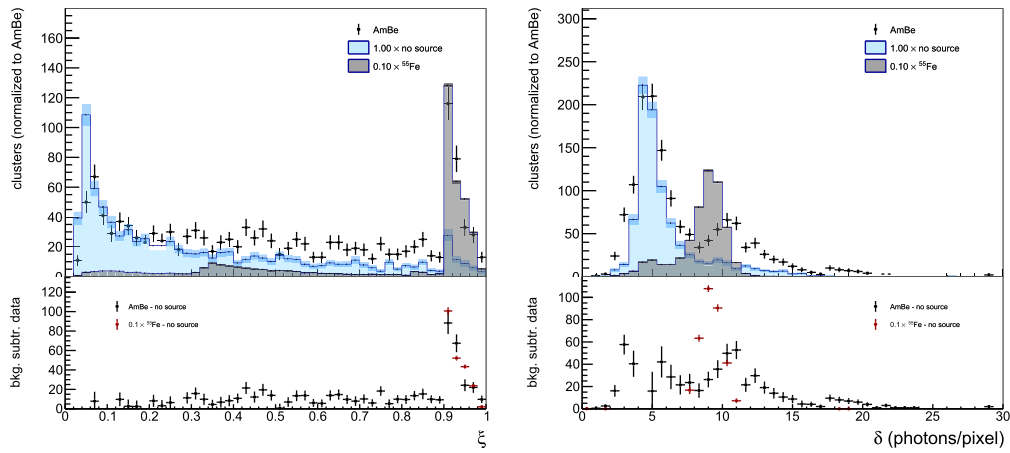 clusters (normalized to AmBe)
160
140
120
100
80
60
40
20
0
AmBe
1.00 × no source
0.10 × ⁵⁵Fe
bkg. subtr. data
120
100
80
60
40
20
0
AmBe - no source
0.1× ⁵⁵Fe - no source
0 0.1 0.2 0.3 0.4 0.5 0.6 0.7 0.8 0.9 1
ξ
clusters (normalized to AmBe)
300
250
200
150
100
50
0
AmBe
1.00 × no source
0.10 × ⁵⁵Fe
bkg. subtr. data
100
80
60
40
20
0
AmBe - no source
0.1× ⁵⁵Fe - no source
0 5 10 15 20 25 30
δ (photons/pixel)